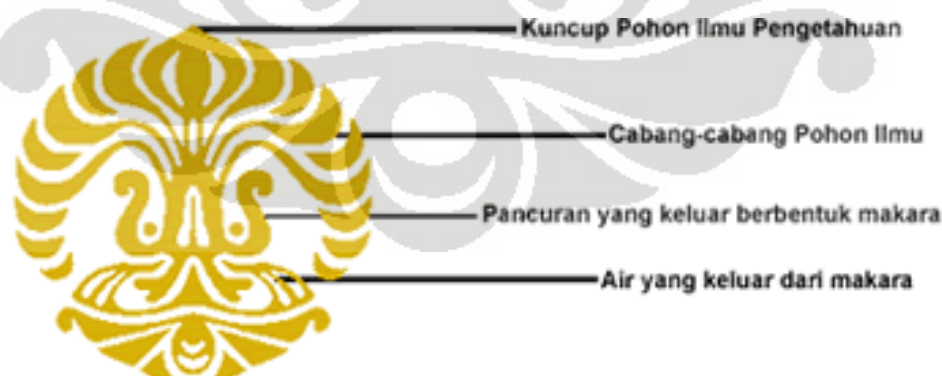 Kuncup Pohon Ilmu Pengetahuan
Cabang-cabang Pohon Ilmu
Pancuran yang keluar berbentuk makara
Air yang keluar dari makara